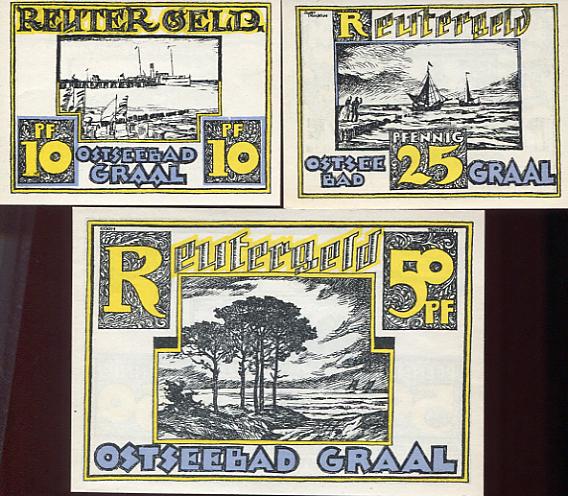 REUTER GELD.
PF
10
PF
10
OSTSEEBAD
GRAAL
Reutergeld
PFENNIG
25
OSTSEE
BAD
GRAAL
Reutergeld
50
PF
OSTSEEBAD GRAAL